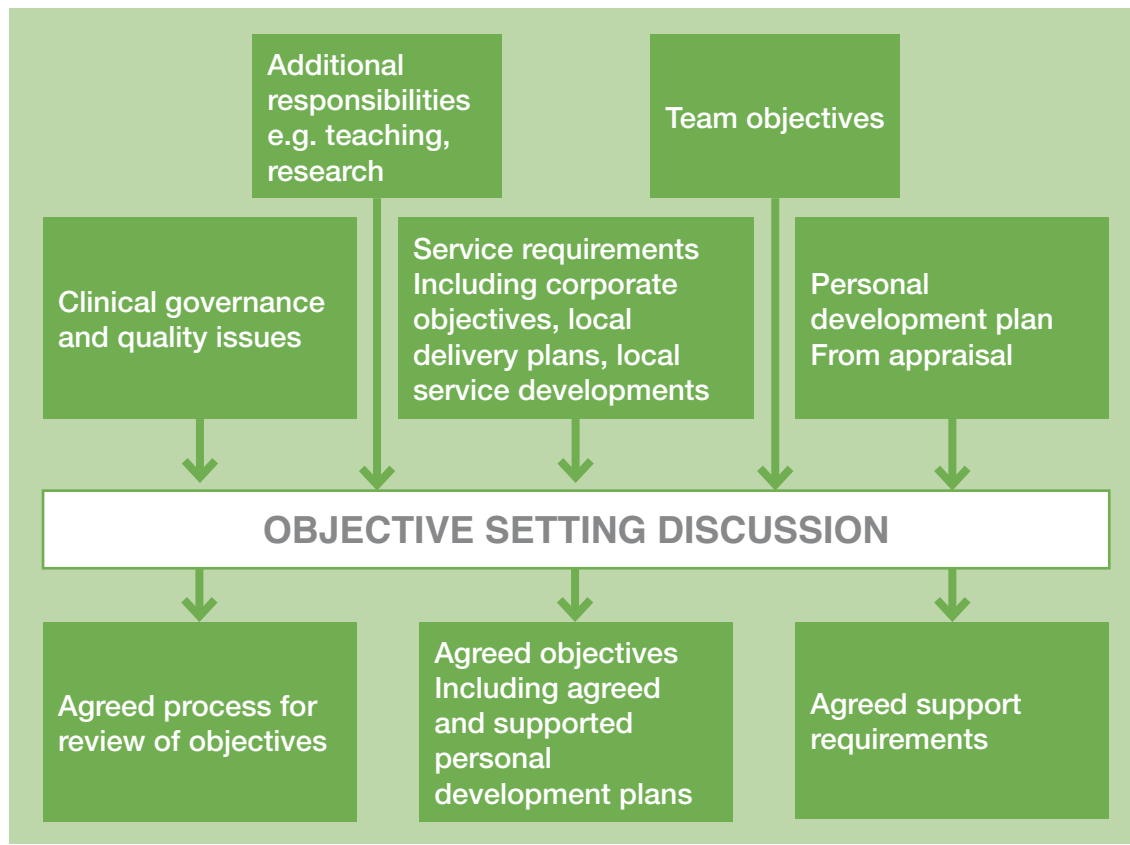 Additional
responsibilities
e.g. teaching,
research
Team objectives
Clinical governance
and quality issues
Service requirements
Including corporate
objectives, local
delivery plans, local
service developments
Personal
development plan
From appraisal
OBJECTIVE SETTING DISCUSSION
Agreed process for
review of objectives
Agreed objectives
Including agreed
and supported
personal
development plans
Agreed support
requirements